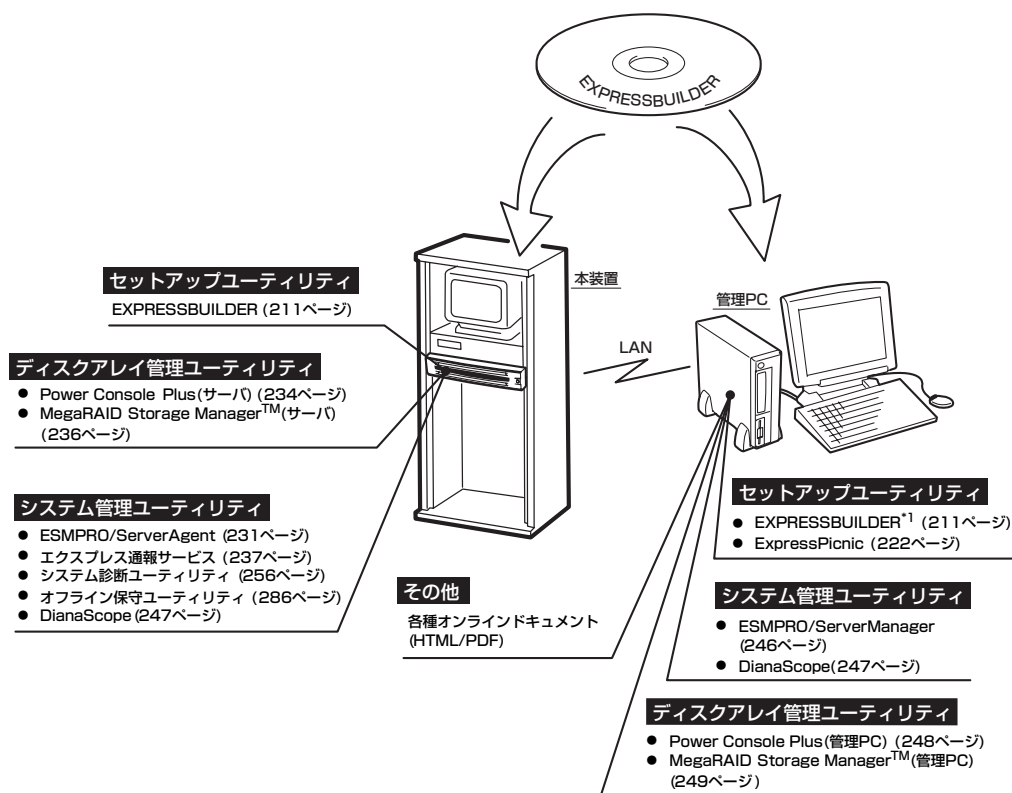 EXPRESSBUILDER
セットアップユーティリティ
EXPRESSBUILDER (211ページ)
ディスクアレイ管理ユーティリティ
● Power Console Plus(サーバ) (234ページ)
● MegaRAID Storage ManagerTM(サーバ)
(236ページ)
システム管理ユーティリティ
● ESMPRO/ServerAgent (231ページ)
● エクスプレス通報サービス (237ページ)
● システム診断ユーティリティ (256ページ)
● オフライン保守ユーティリティ (286ページ)
● DianaScope (247ページ)
本装置
LAN
管理PC
その他
各種オンラインドキュメント
(HTML/PDF)
セットアップユーティリティ
● EXPRESSBUILDER*1 (211ページ)
● ExpressPicnic (222ページ)
システム管理ユーティリティ
● ESMPRO/ServerManager
(246ページ)
● DianaScope(247ページ)
ディスクアレイ管理ユーティリティ
● Power Console Plus(管理PC) (248ページ)
● MegaRAID Storage ManagerTM(管理PC)
(249ページ)